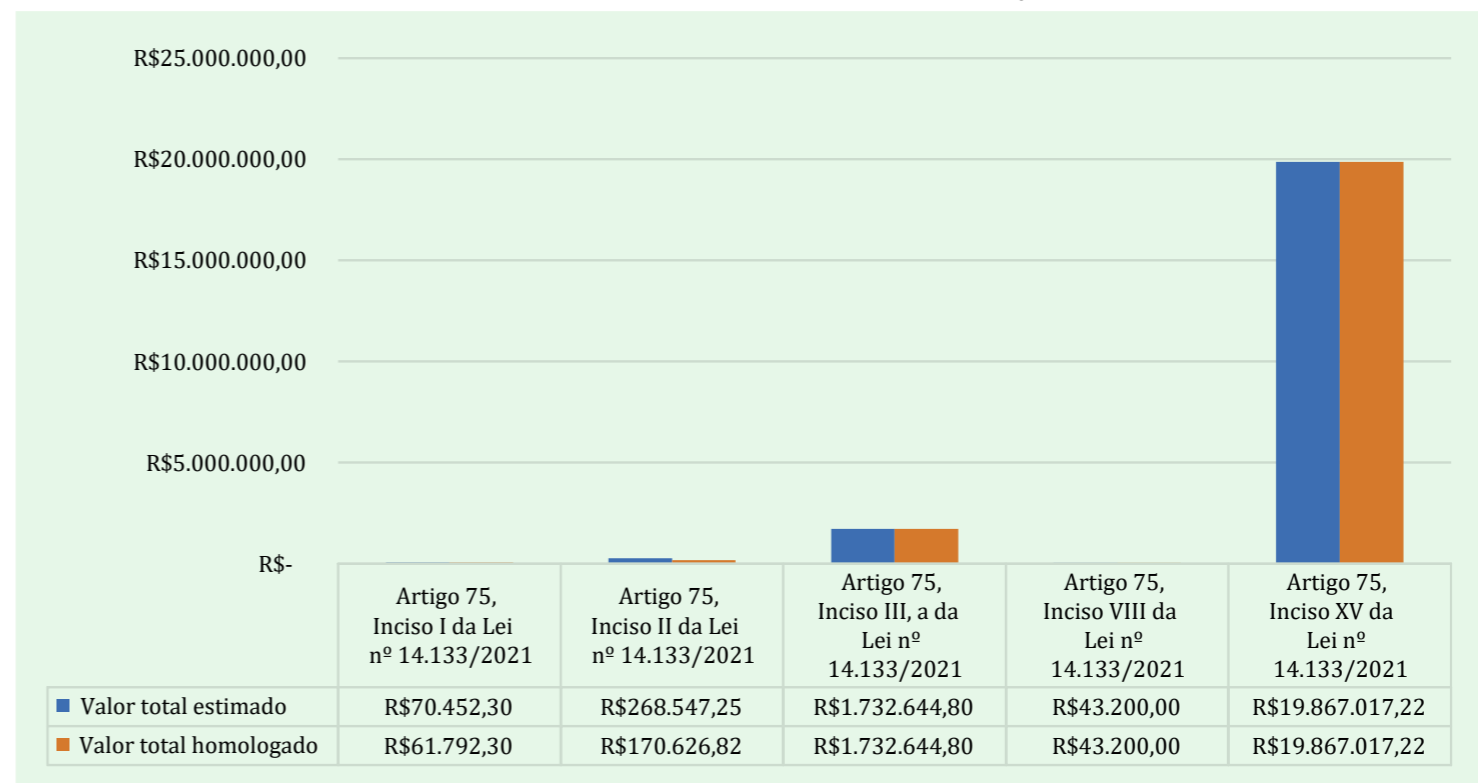 R$25.000.000,00
R$20.000.000,00
R$15.000.000,00
R$10.000.000,00
R$5.000.000,00
R$-
Artigo 75,
Inciso I da Lei
nº 14.133/2021
Artigo 75,
Inciso II da Lei
nº 14.133/2021
Artigo 75,
Inciso III, a da
Lei nº
14.133/2021
Artigo 75,
Inciso VIII da
Lei nº
14.133/2021
Artigo 75,
Inciso XV da
Lei nº
14.133/2021
Valor total estimado R$70.452,30 R$268.547,25 R$1.732.644,80 R$43.200,00 R$19.867.017,22
Valor total homologado R$61.792,30 R$170.626,82 R$1.732.644,80 R$43.200,00 R$19.867.017,22